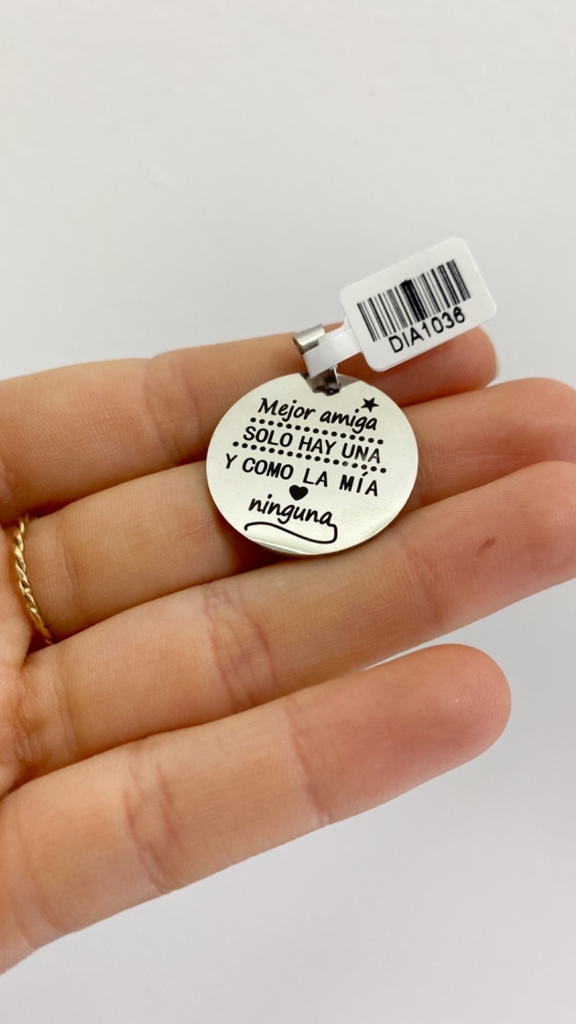 DIA1036
Mejor amiga
SOLO HAY UNA
Y COMO LA MÍA
ninguna